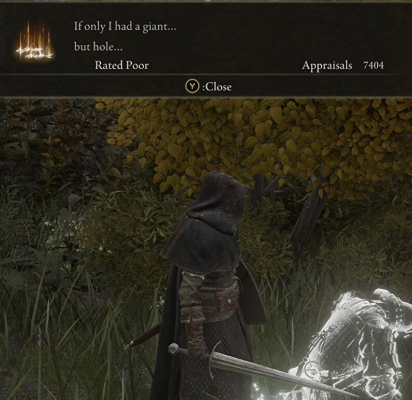 If only I had a giant...
but hole...
Rated Poor Appraisals 7404
Y :Close